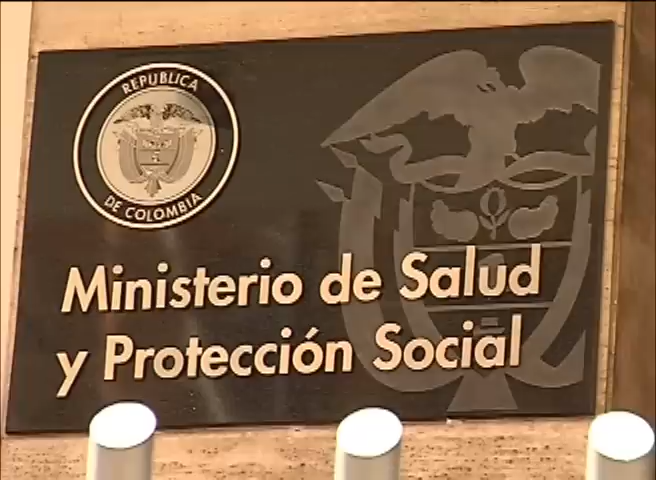 REPUBLICA
DE COLOMBIA
Ministerio de Salud
y Protección Social